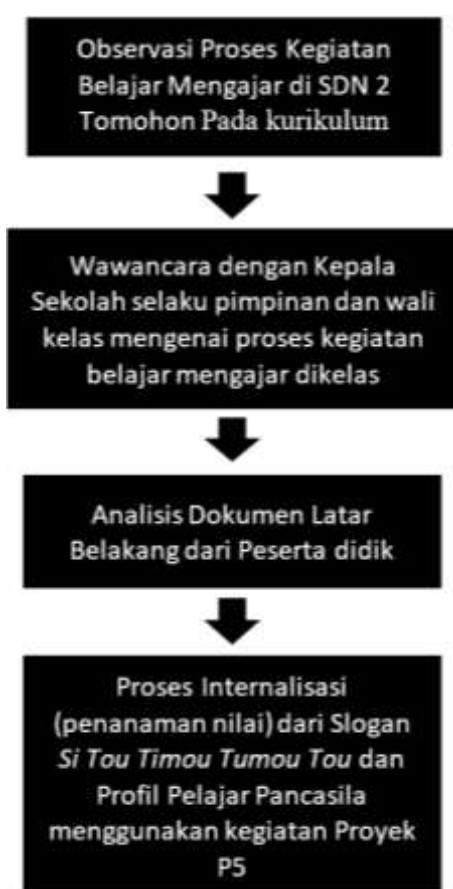 Observasi Proses Kegiatan
Belajar Mengajar di SDN 2
Tomohon Pada kurikulum
Wawancara dengan Kepala
Sekolah selaku pimpinan dan wali
kelas mengenai proses kegiatan
belajar mengajar dikelas
Analisis Dokumen Latar
Belakang dari Peserta didik
Proses Internalisasi
(penanaman nilai) dari Slogan
Si Tou Timou Tumou Tou dan
Profil Pelajar Pancasila
menggunakan kegiatan Proyek
P5